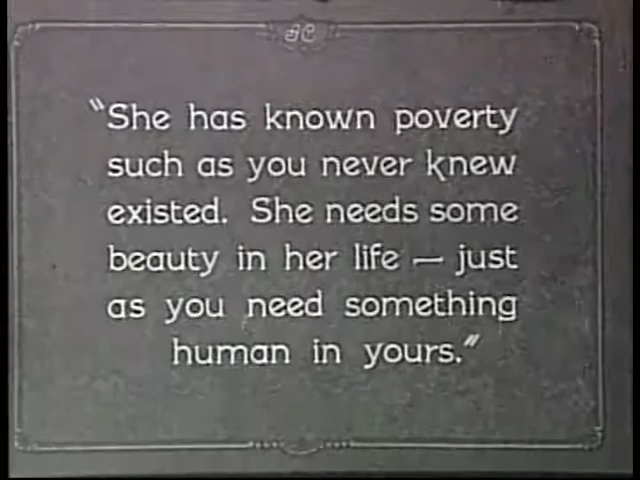 "She has known poverty
such as you never knew
existed. She needs some
beauty in her life — just
as you need something
human in yours."